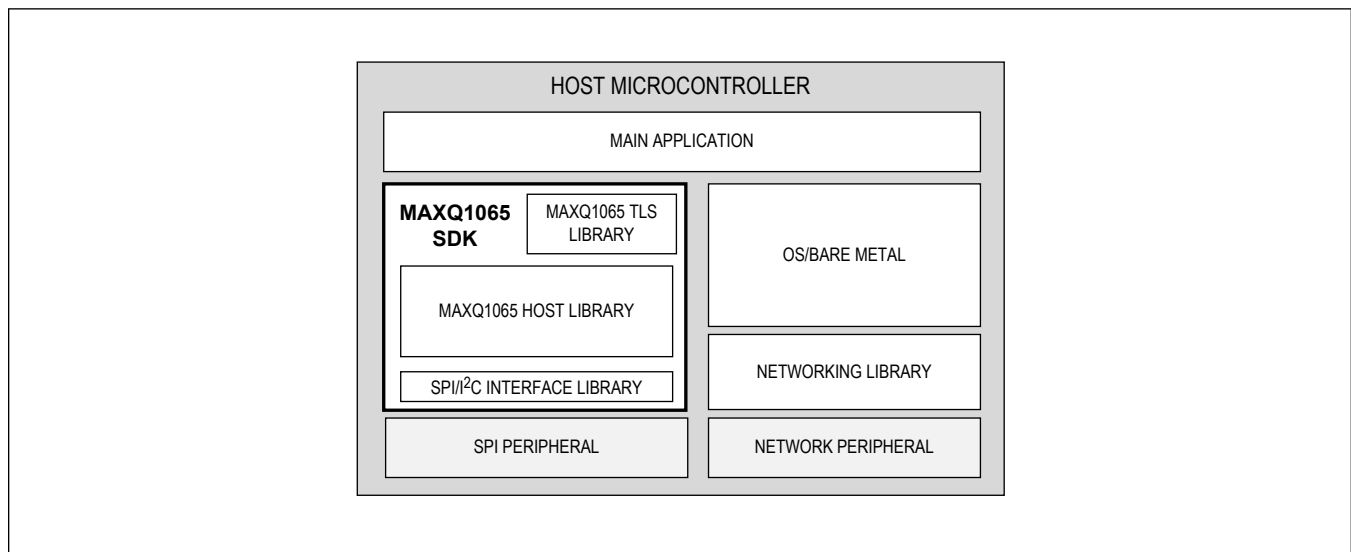 HOST MICROCONTROLLER
MAIN APPLICATION
MAXQ1065
SDK
MAXQ1065 TLS
LIBRARY
MAXQ1065 HOST LIBRARY
SPI/I²C INTERFACE LIBRARY
OS/BARE METAL
NETWORKING LIBRARY
SPI PERIPHERAL
NETWORK PERIPHERAL